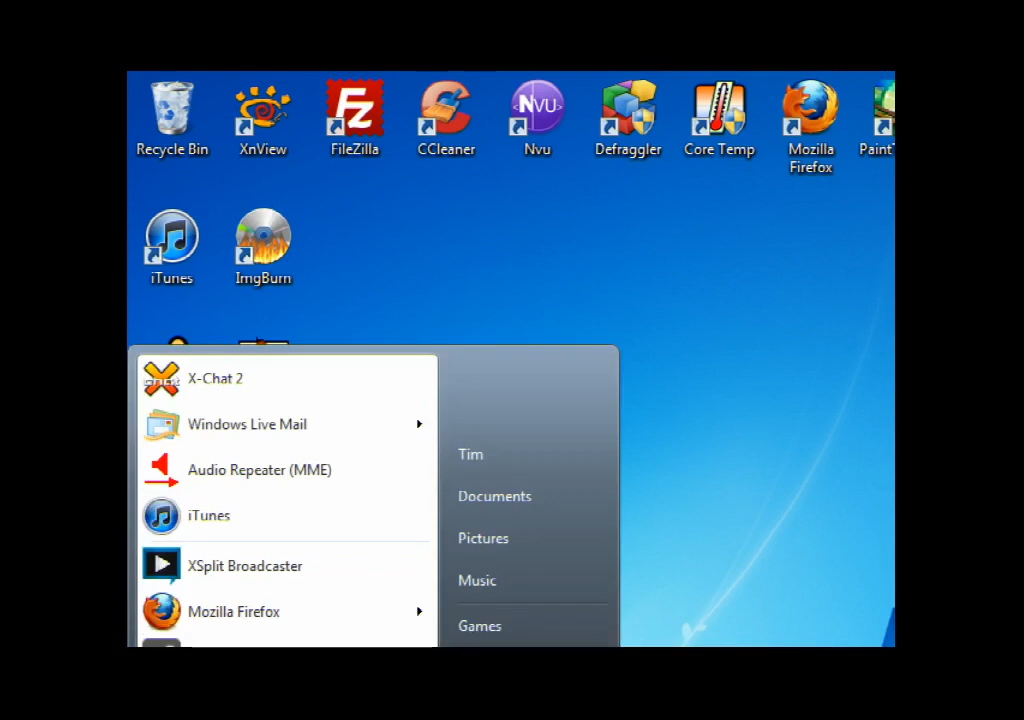 Recycle Bin
XnView
FileZilla
CCleaner
Nvu
Defraggler
Core Temp
Mozilla
Firefox
Paint
iTunes
ImgBurn
X-Chat 2
Windows Live Mail
Audio Repeater (MME)
iTunes
XSplit Broadcaster
Mozilla Firefox
Tim
Documents
Pictures
Music
Games